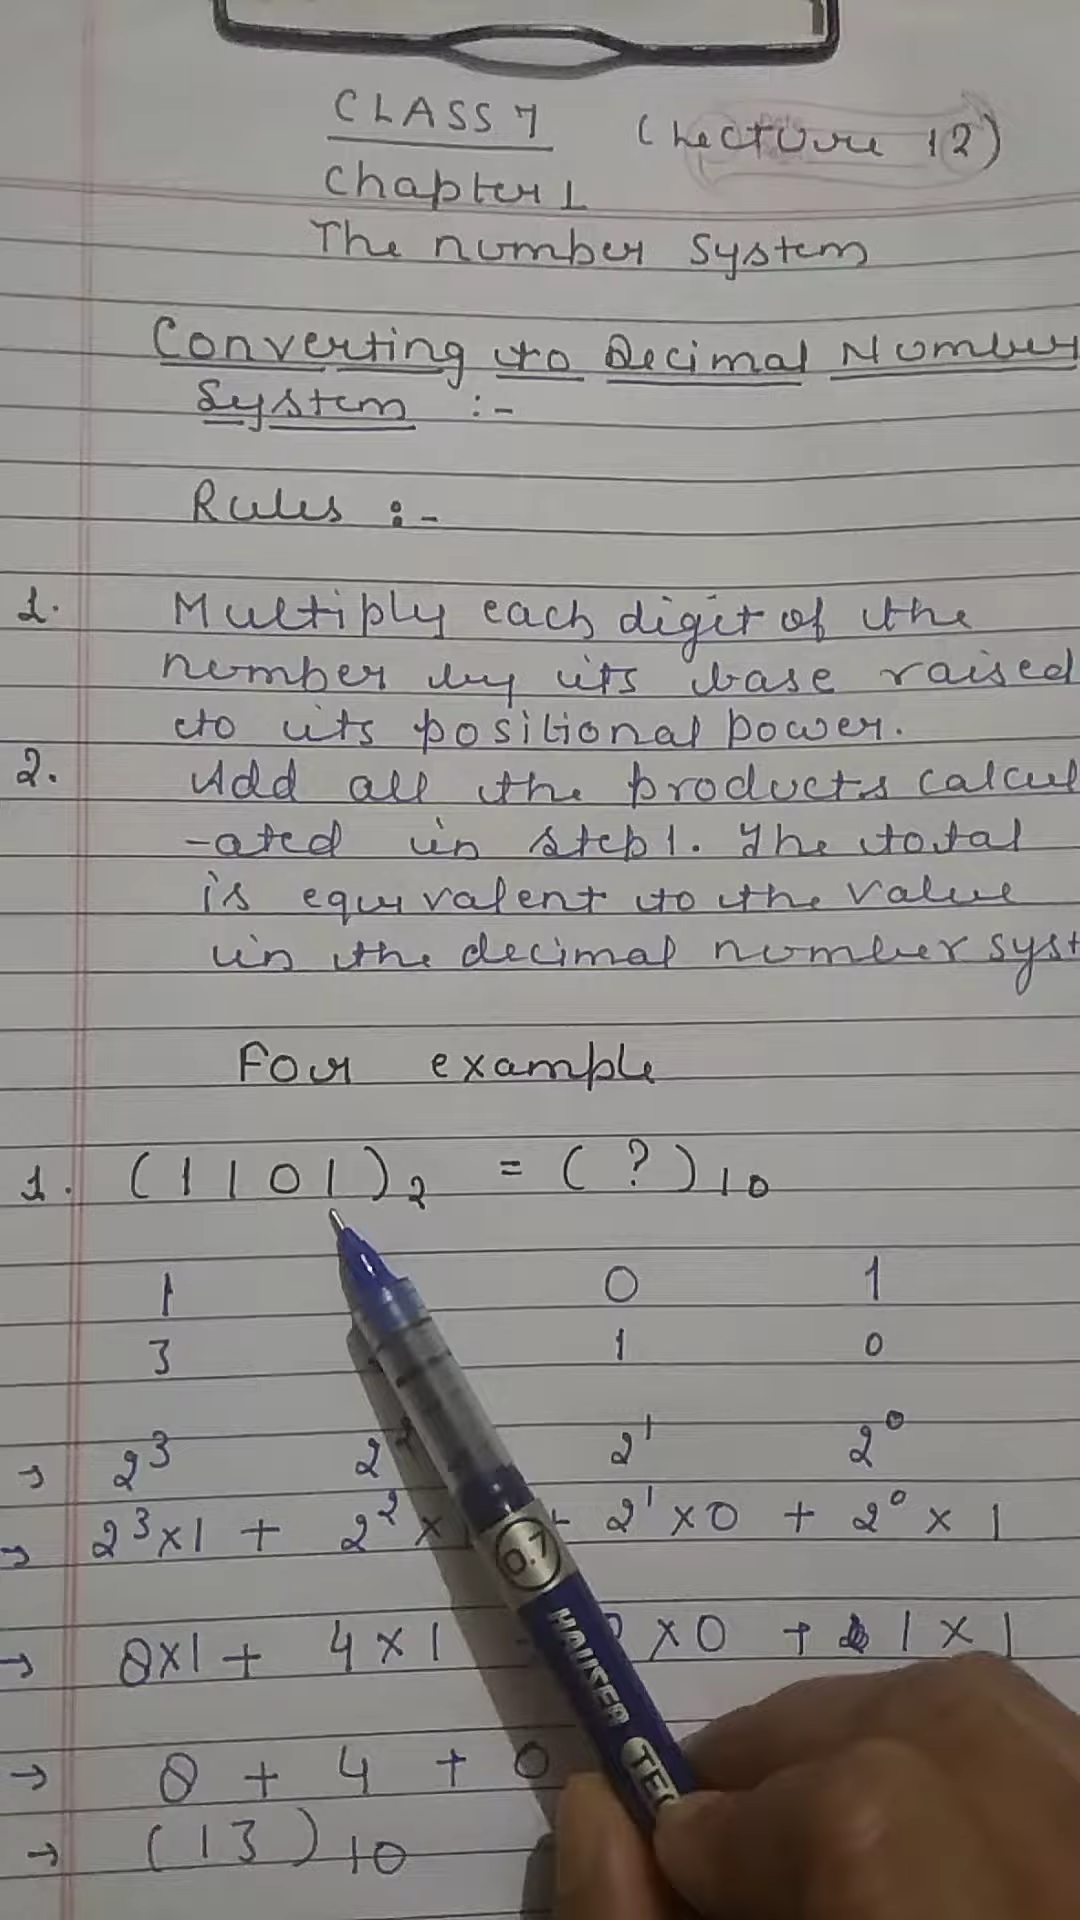 CLASS 7 (Lecture 12)
Chapter 1
The number System
Converting to Decimal Number
System :-
Rules :-
1. Multiply each digit of the
number by its base raised
to its positional power.
2. Add all the products calcul
-ated in step 1. The total
is equivalent to the value
in the decimal number syst
For example
1. (1101)₂ = (?)₁₀
1 0 1
3 1 0
→ 2³ 2² 2¹ 2⁰
→ 2³×1 + 2²× + 2¹×0 + 2⁰×1
→ 8×1 + 4×1 ×0 + 1×1
→ 8 + 4 + 0
→ (13)₁₀
0.7
HAUSER
TEC